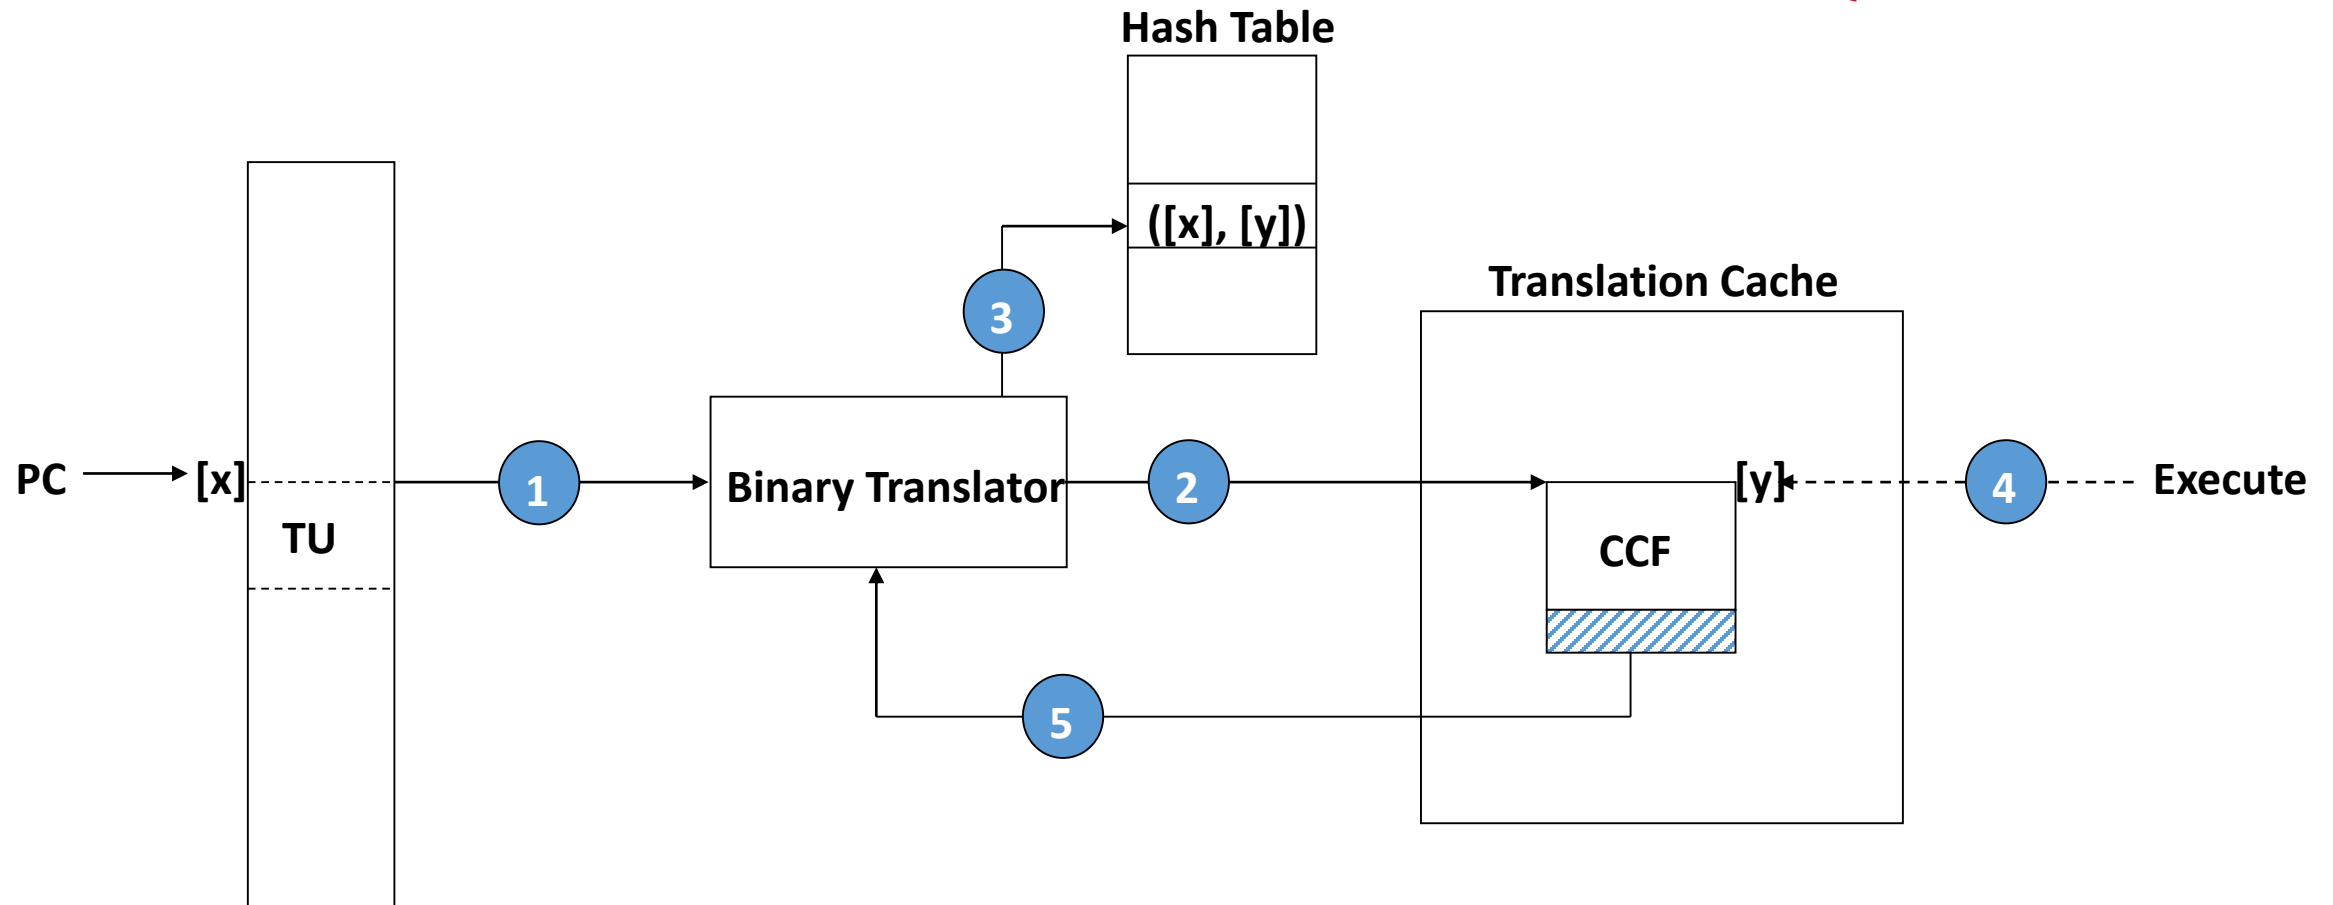 Hash Table
([x], [y])
3
Translation Cache
PC
[x]
1
Binary Translator
2
[y]
4
Execute
TU
CCF
5